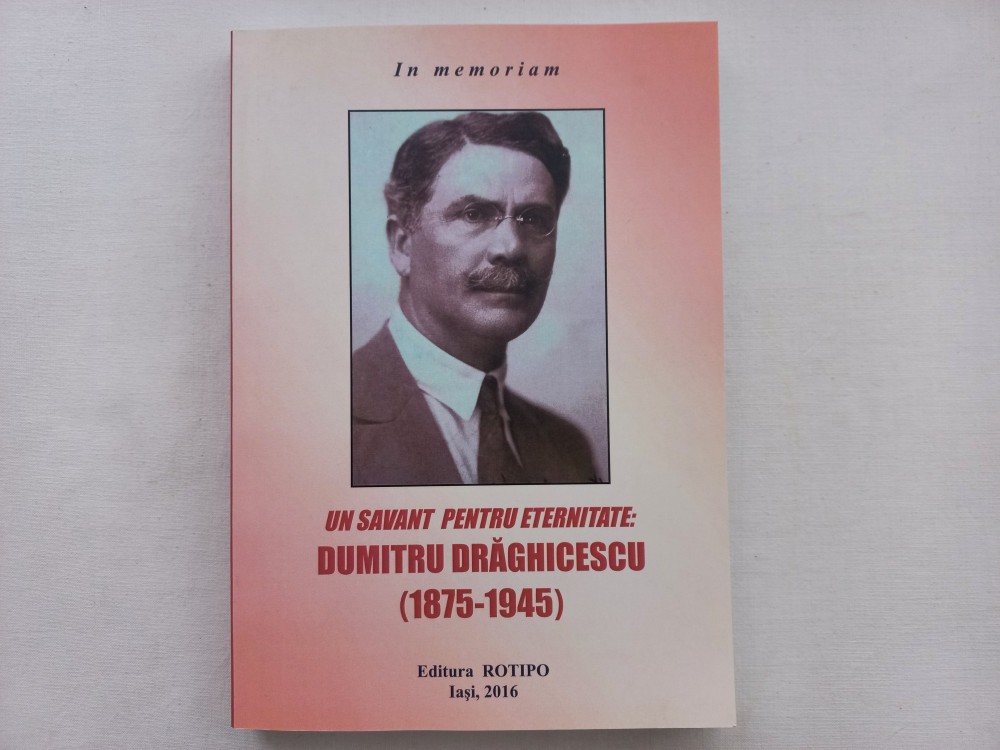 In memoriam
UN SAVANT PENTRU ETERNITATE:
DUMITRU DRĂGHICESCU
(1875-1945)
Editura ROTIPO
Iaşi, 2016